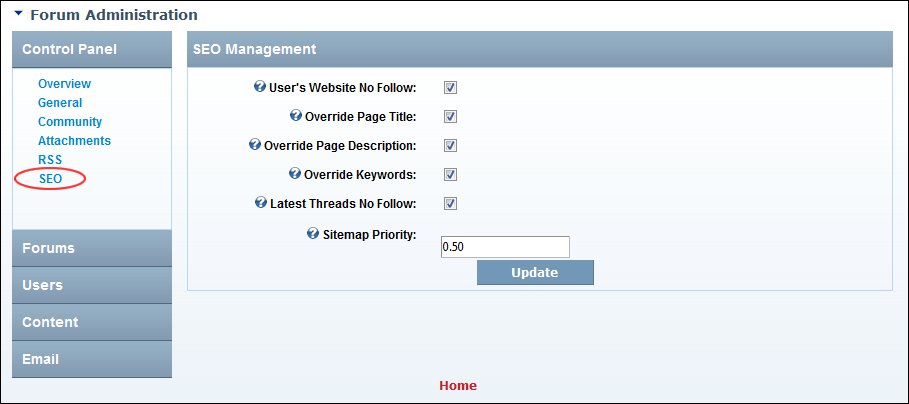 Forum Administration
Control Panel
Overview
General
Community
Attachments
RSS
SEO
Forums
Users
Content
Email
SEO Management
User's Website No Follow:
Override Page Title:
Override Page Description:
Override Keywords:
Latest Threads No Follow:
Sitemap Priority:
0.50
Update
Home